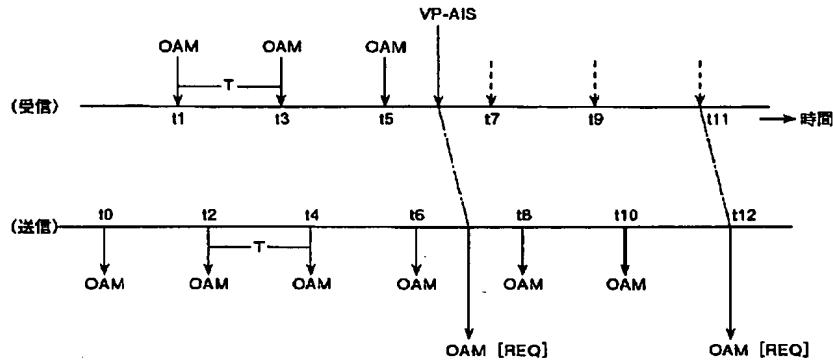 VP-AIS
OAM OAM OAM
T
(受信)
t1 t3 t5 t7 t9 t11 時間
(送信)
t0 t2 t4 t6 t8 t10 t12
T
OAM OAM OAM OAM OAM OAM
OAM [REQ] OAM [REQ]